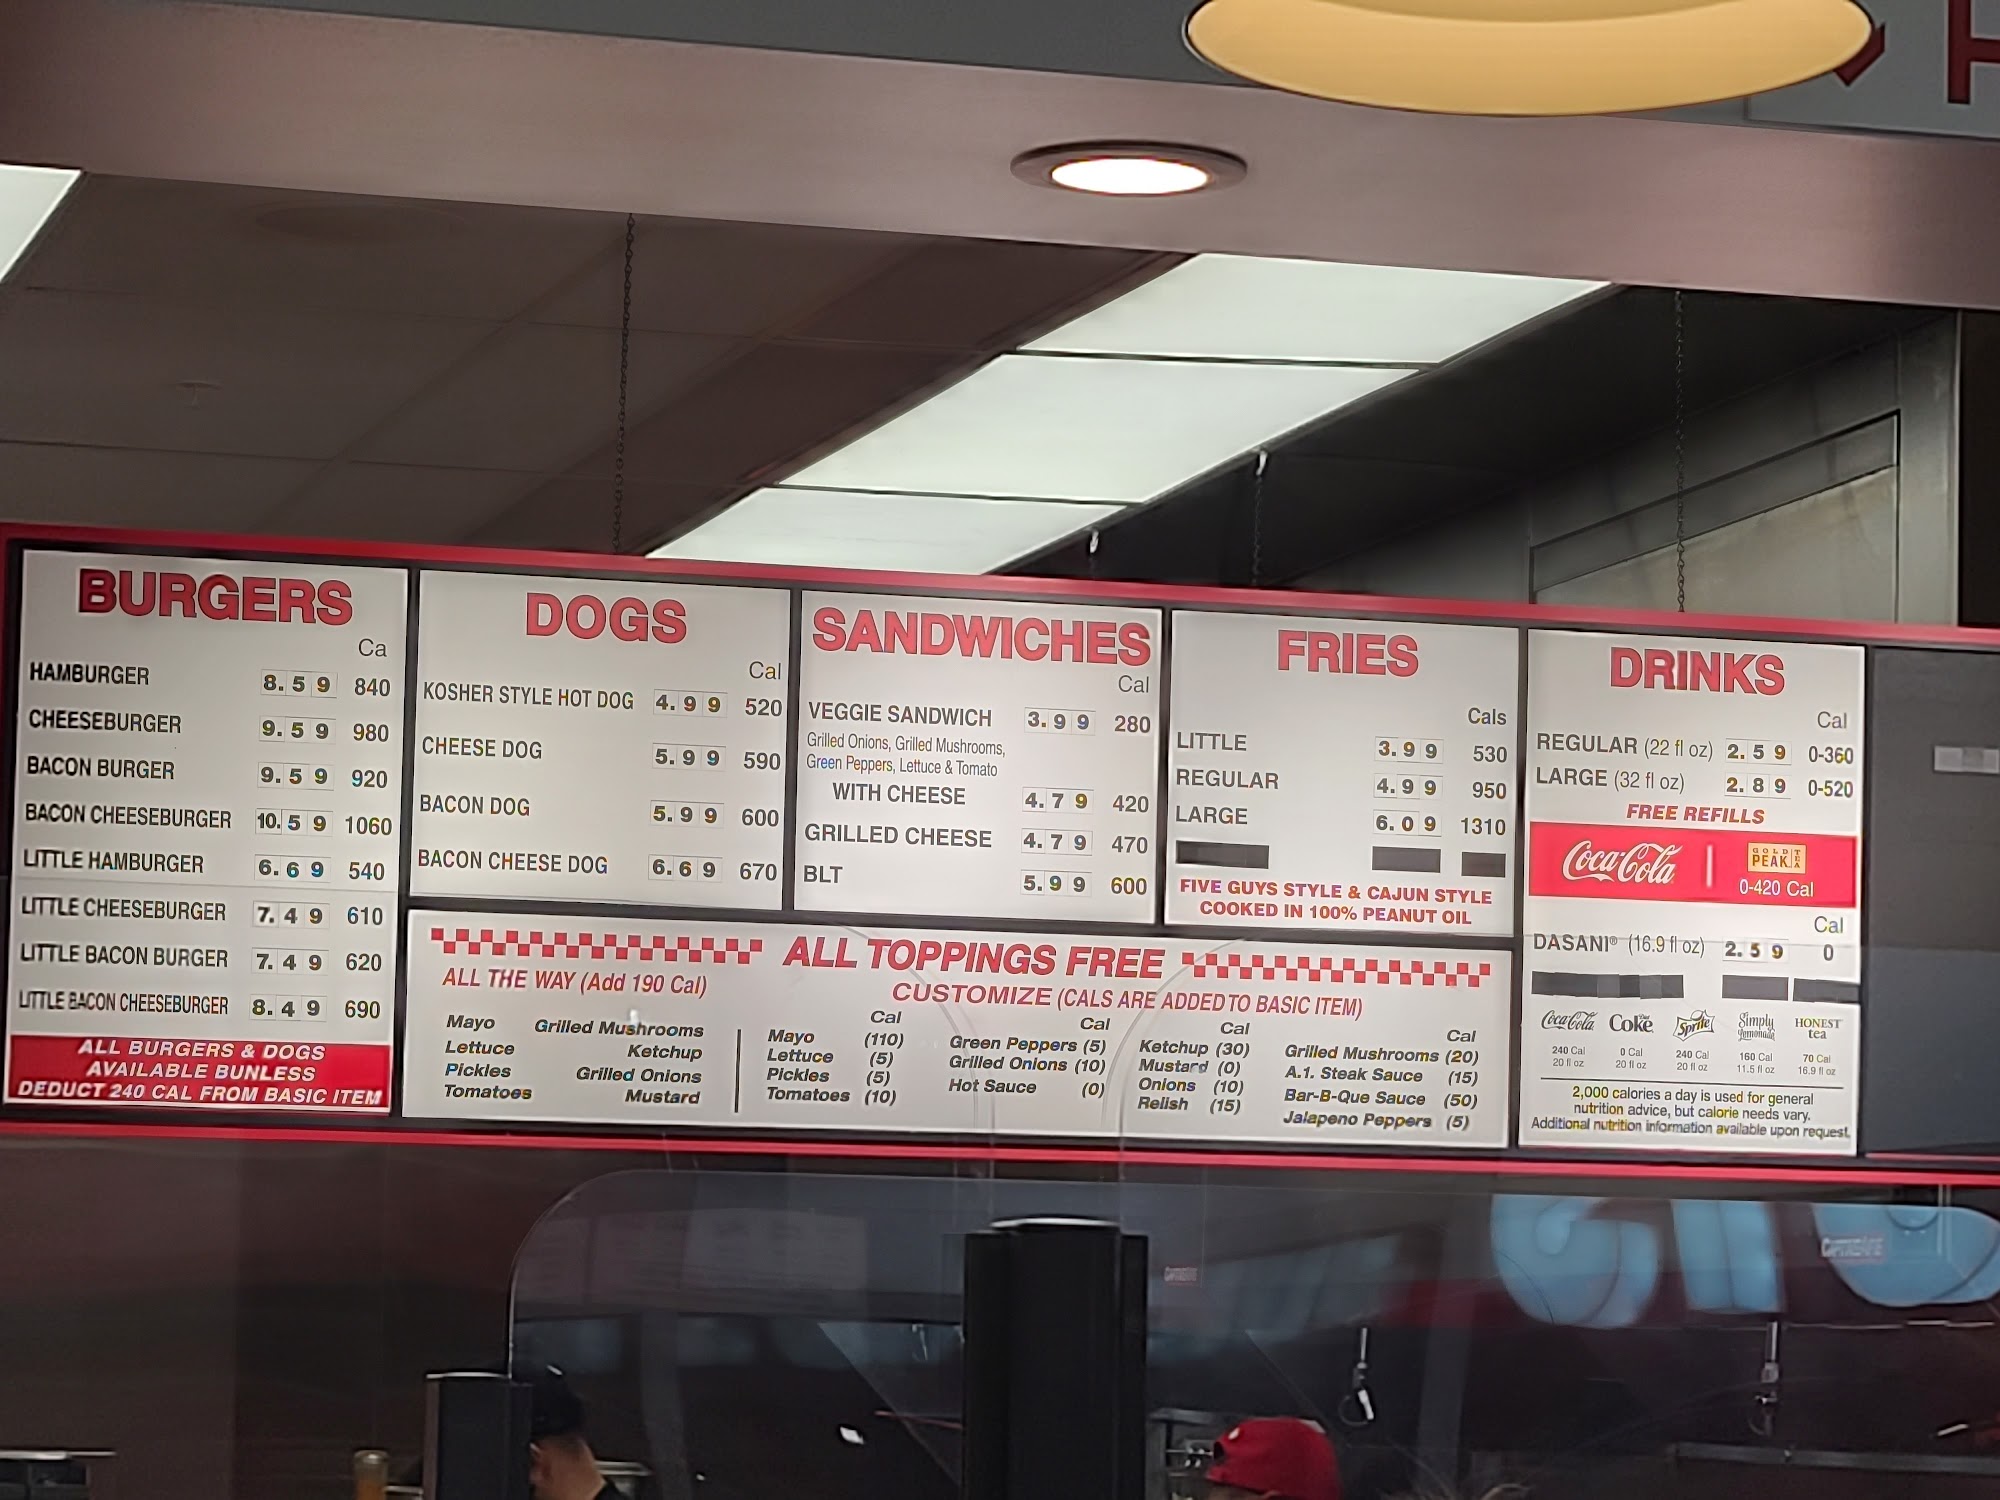 BURGERS
Ca
HAMBURGER 8.59 840
CHEESEBURGER 9.59 980
BACON BURGER 9.59 920
BACON CHEESEBURGER 10.59 1060
LITTLE HAMBURGER 6.69 540
LITTLE CHEESEBURGER 7.49 610
LITTLE BACON BURGER 7.49 620
LITTLE BACON CHEESEBURGER 8.49 690
ALL BURGERS & DOGS
AVAILABLE BUNLESS
DEDUCT 240 CAL FROM BASIC ITEM
DOGS
Cal
KOSHER STYLE HOT DOG 4.99 520
CHEESE DOG 5.99 590
BACON DOG 5.99 600
BACON CHEESE DOG 6.69 670
SANDWICHES
Cal
VEGGIE SANDWICH 3.99 280
Grilled Onions, Grilled Mushrooms,
Green Peppers, Lettuce & Tomato
WITH CHEESE 4.79 420
GRILLED CHEESE 4.79 470
BLT 5.99 600
FRIES
Cals
LITTLE 3.99 530
REGULAR 4.99 950
LARGE 6.09 1310
FIVE GUYS STYLE & CAJUN STYLE
COOKED IN 100% PEANUT OIL
DRINKS
Cal
REGULAR (22 fl oz) 2.59 0-360
LARGE (32 fl oz) 2.89 0-520
FREE REFILLS
Coca-Cola
GOLD PEAK TEA
0-420 Cal
Cal
DASANI® (16.9 fl oz) 2.59 0
Coca-Cola Coke Sprite Simply Lemonade HONEST tea
240 Cal 0 Cal 240 Cal 160 Cal 70 Cal
20 fl oz 20 fl oz 20 fl oz 11.5 fl oz 16.9 fl oz
2,000 calories a day is used for general
nutrition advice, but calorie needs vary.
Additional nutrition information available upon request.
ALL TOPPINGS FREE
ALL THE WAY (Add 190 Cal)
Mayo Grilled Mushrooms
Lettuce Ketchup
Pickles Grilled Onions
Tomatoes Mustard
CUSTOMIZE (CALS ARE ADDED TO BASIC ITEM)
Cal
Mayo (110)
Lettuce (5)
Pickles (5)
Tomatoes (10)
Cal
Green Peppers (5)
Grilled Onions (10)
Hot Sauce (0)
Cal
Ketchup (30)
Mustard (0)
Onions (10)
Relish (15)
Cal
Grilled Mushrooms (20)
A.1. Steak Sauce (15)
Bar-B-Que Sauce (50)
Jalapeno Peppers (5)